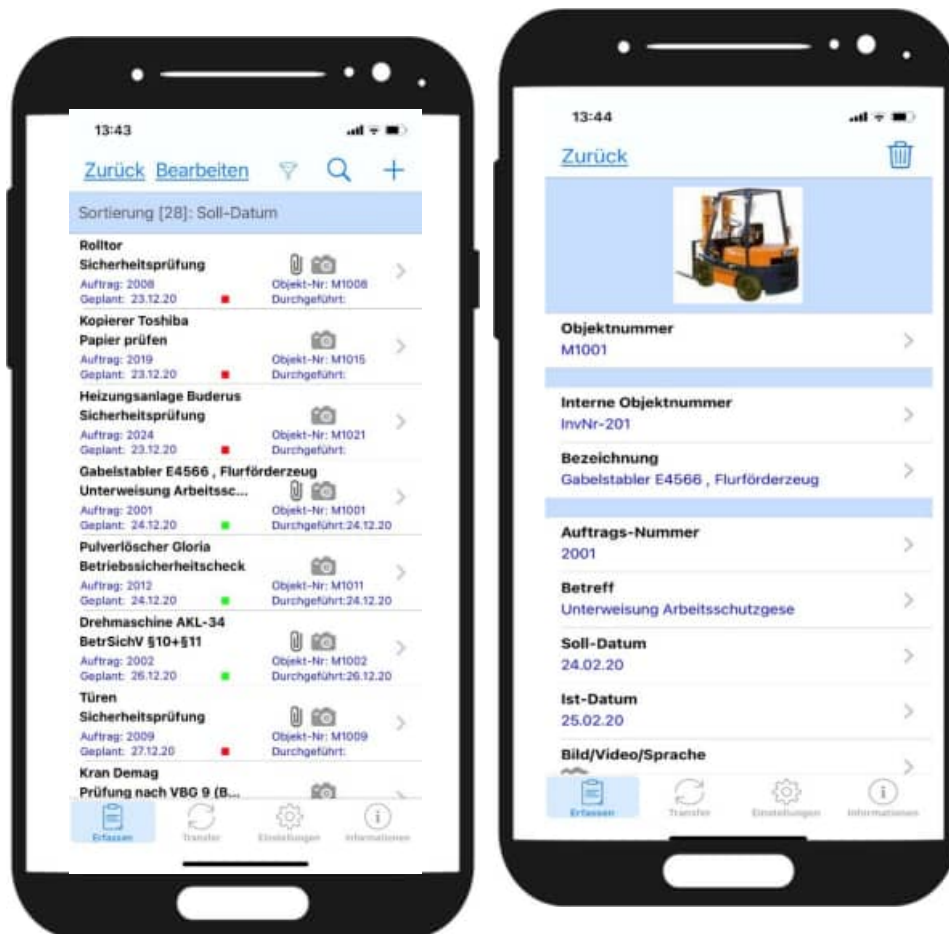 13:43
Zurück Bearbeiten
Sortierung [28]: Soll-Datum
Rolltor
Sicherheitsprüfung
Auftrag: 2008 Objekt-Nr: M1008
Geplant: 23.12.20 Durchgeführt:
Kopierer Toshiba
Papier prüfen
Auftrag: 2019 Objekt-Nr: M1015
Geplant: 23.12.20 Durchgeführt:
Heizungsanlage Buderus
Sicherheitsprüfung
Auftrag: 2024 Objekt-Nr: M1021
Geplant: 23.12.20 Durchgeführt:
Gabelstabler E4566 , Flurförderzeug
Unterweisung Arbeitssc...
Auftrag: 2001 Objekt-Nr: M1001
Geplant: 24.12.20 Durchgeführt:24.12.20
Pulverlöscher Gloria
Betriebssicherheitscheck
Auftrag: 2012 Objekt-Nr: M1011
Geplant: 24.12.20 Durchgeführt:24.12.20
Drehmaschine AKL-34
BetrSichV §10+§11
Auftrag: 2002 Objekt-Nr: M1002
Geplant: 26.12.20 Durchgeführt:26.12.20
Türen
Sicherheitsprüfung
Auftrag: 2009 Objekt-Nr: M1009
Geplant: 27.12.20 Durchgeführt:
Kran Demag
Prüfung nach VBG 9 (B...
Erfassen Transfer Einstellungen Informationen
13:44
Zurück
Objektnummer
M1001
Interne Objektnummer
InvNr-201
Bezeichnung
Gabelstabler E4566 , Flurförderzeug
Auftrags-Nummer
2001
Betreff
Unterweisung Arbeitsschutzgese
Soll-Datum
24.02.20
Ist-Datum
25.02.20
Bild/Video/Sprache
Erfassen Transfer Einstellungen Informationen